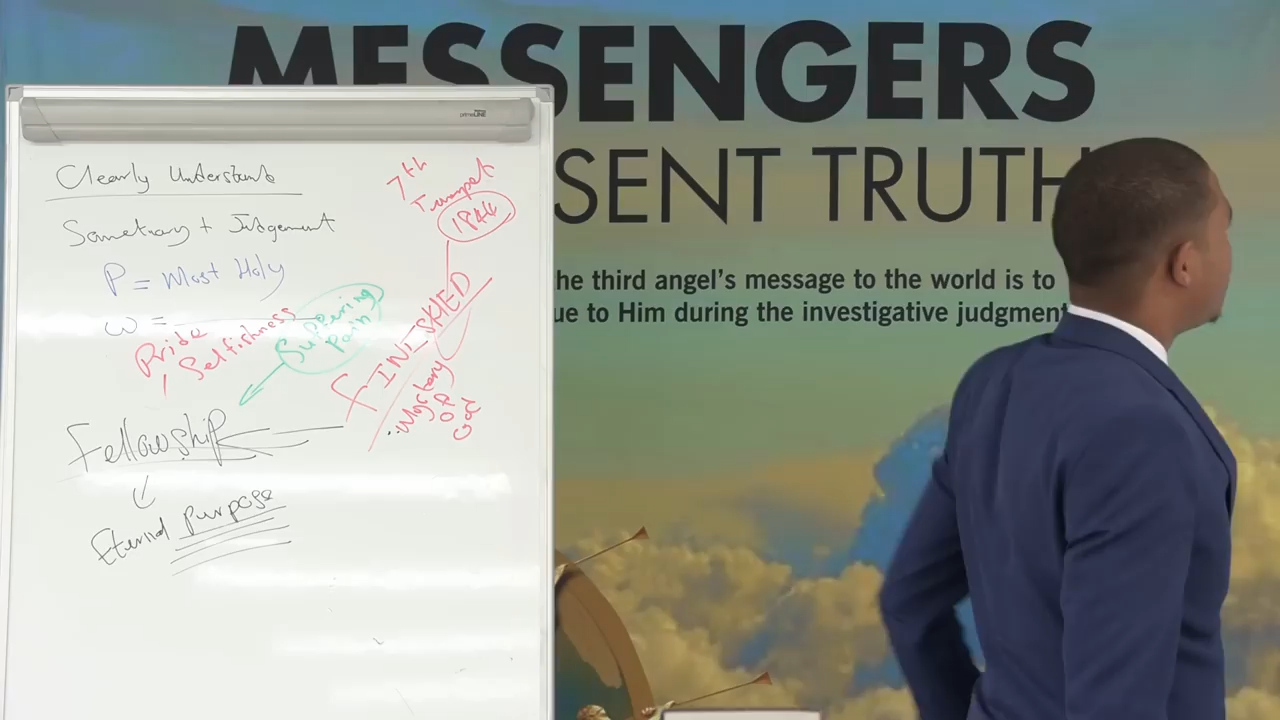 MESSENGERS
SENT TRUTH
he third angel's message to the world is to
ue to Him during the investigative judgment
primeLINE
Clearly Understand
Sanctuary + Judgement
P = Most Holy
W =
Pride
Selfishness
Suffering
Pain
Fellowship
Eternal Purpose
7th
Trumpet
1844
FINISHED
Mystery
of
God